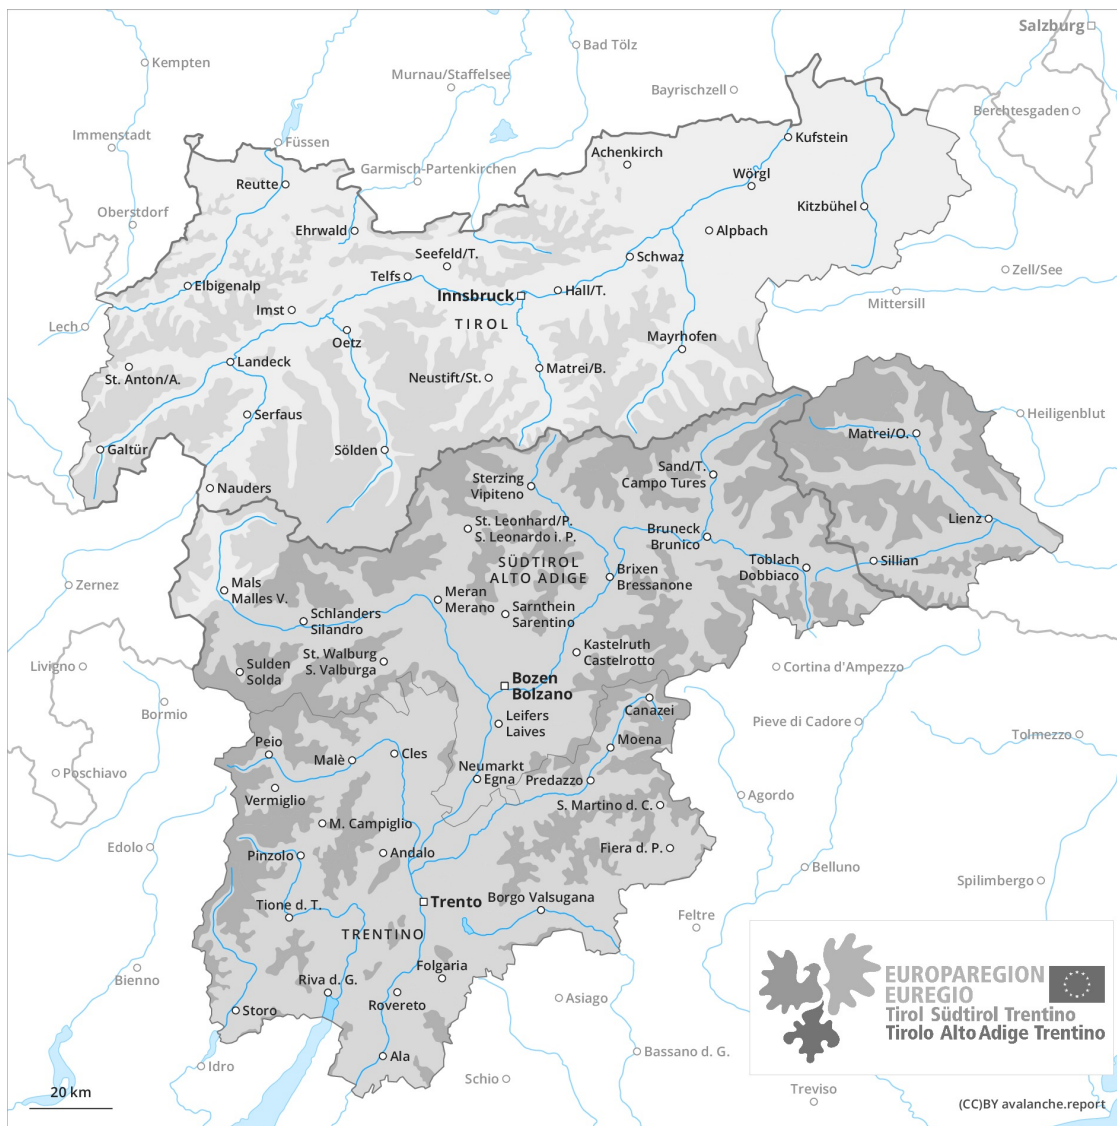 Salzburg
Bad Tölz
Kempten
Murnau/Staffelsee
Bayrischzell
Berchtesgaden
Immenstadt
Füssen
Kufstein
Achenkirch
Garmisch-Partenkirchen
Wörgl
Reutte
Kitzbühel
Oberstdorf
Ehrwald
Alpbach
Seefeld/T.
Schwaz
Telfs
Zell/See
Elbigenalp
Hall/T.
Innsbruck
Mittersill
Imst
TIROL
Lech
Oetz
Mayrhofen
Landeck
Matrei/B.
St. Anton/A.
Neustift/St.
Serfaus
Heiligenblut
Matrei/O.
Galtür
Sölden
Sand/T.
Campo Tures
Sterzing
Vipiteno
Nauders
Lienz
St. Leonhard/P.
S. Leonardo i. P.
Bruneck
Brunico
SÜDTIROL
ALTO ADIGE
Toblach
Dobbiaco
Sillian
Brixen
Bressanone
Zernez
Mals
Malles V.
Meran
Merano
Schlanders
Silandro
Sarnthein
Sarentino
Kastelruth
Castelrotto
St. Walburg
S. Valburga
Livigno
Sulden
Solda
Cortina d'Ampezzo
Bozen
Bolzano
Bormio
Canazei
Leifers
Laives
Pieve di Cadore
Tolmezzo
Peio
Moena
Malè
Cles
Poschiavo
Neumarkt
Egna
Predazzo
Vermiglio
Agordo
S. Martino d. C.
M. Campiglio
Edolo
Fiera d. P.
Pinzolo
Andalo
Belluno
Spilimbergo
Borgo Valsugana
Trento
Tione d. T.
Feltre
TRENTINO
Bienno
Folgaria
Riva d. G.
Asiago
Rovereto
Storo
EUROPAREGION
EUREGIO
Tirol Südtirol Trentino
Tirolo Alto Adige Trentino
Ala
Bassano d. G.
Idro
Schio
Treviso
20 km
(CC)BY avalanche.report